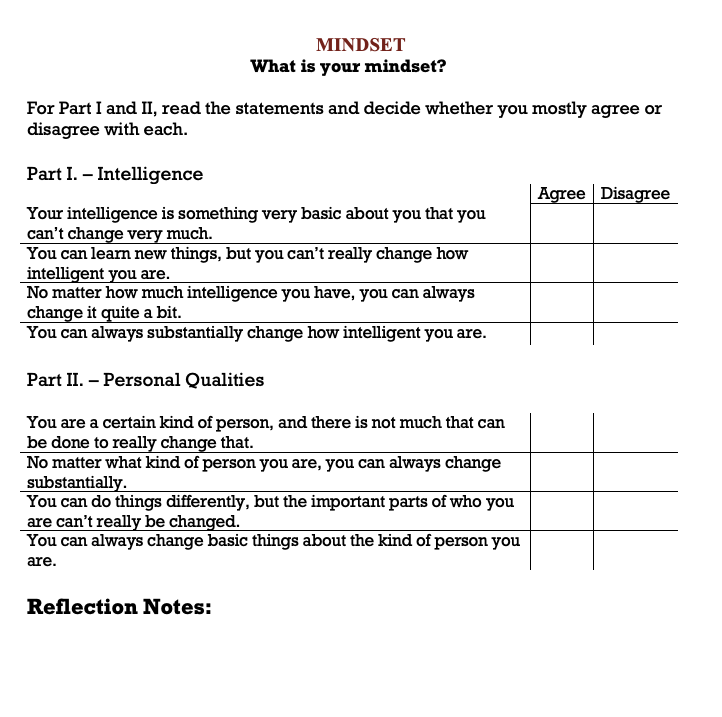 MINDSET
What is your mindset?
For Part I and II, read the statements and decide whether you mostly agree or
disagree with each.
Part I. – Intelligence
Agree Disagree
Your intelligence is something very basic about you that you
can’t change very much.
You can learn new things, but you can’t really change how
intelligent you are.
No matter how much intelligence you have, you can always
change it quite a bit.
You can always substantially change how intelligent you are.
Part II. – Personal Qualities
You are a certain kind of person, and there is not much that can
be done to really change that.
No matter what kind of person you are, you can always change
substantially.
You can do things differently, but the important parts of who you
are can’t really be changed.
You can always change basic things about the kind of person you
are.
Reflection Notes: